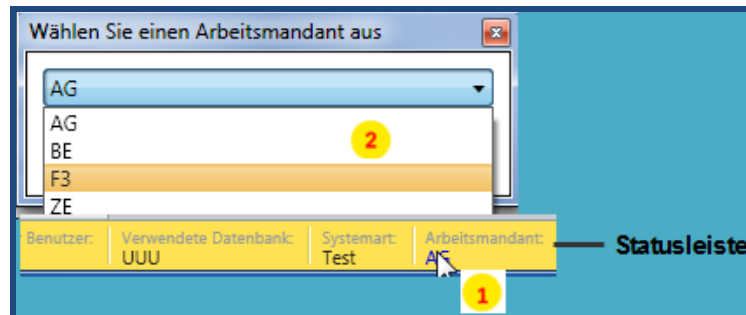 Wählen Sie einen Arbeitsmandant aus
AG
AG
BE
2
F3
ZE
Benutzer: Verwendete Datenbank: Systemart: Arbeitsmandant:
UUU Test AG
Statusleiste
1